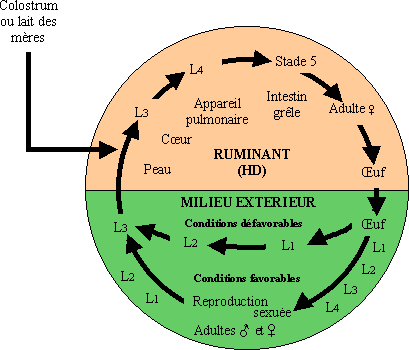 Colostrum
ou lait des
mères
L4
Stade 5
L3
Appareil
pulmonaire
Intestin
grêle
Adulte ♀
Cœur
Peau
RUMINANT
(HD)
Œuf
MILIEU EXTERIEUR
L3
Conditions défavorables
Œuf
L2
L1
L1
L2
L3
L4
Conditions favorables
L2
L1
Reproduction
sexuée
Adultes ♂ et ♀